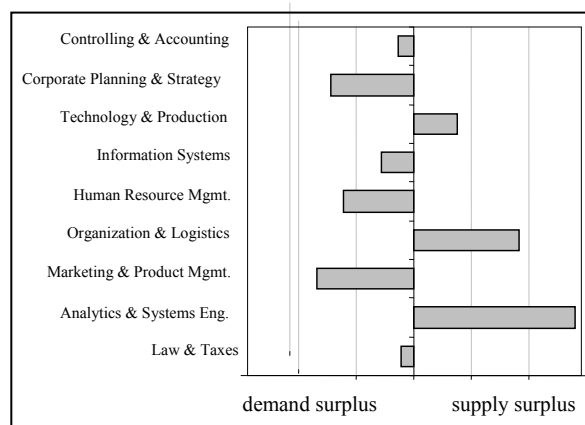 Controlling & Accounting
Corporate Planning & Strategy
Technology & Production
Information Systems
Human Resource Mgmt.
Organization & Logistics
Marketing & Product Mgmt.
Analytics & Systems Eng.
Law & Taxes
demand surplus supply surplus